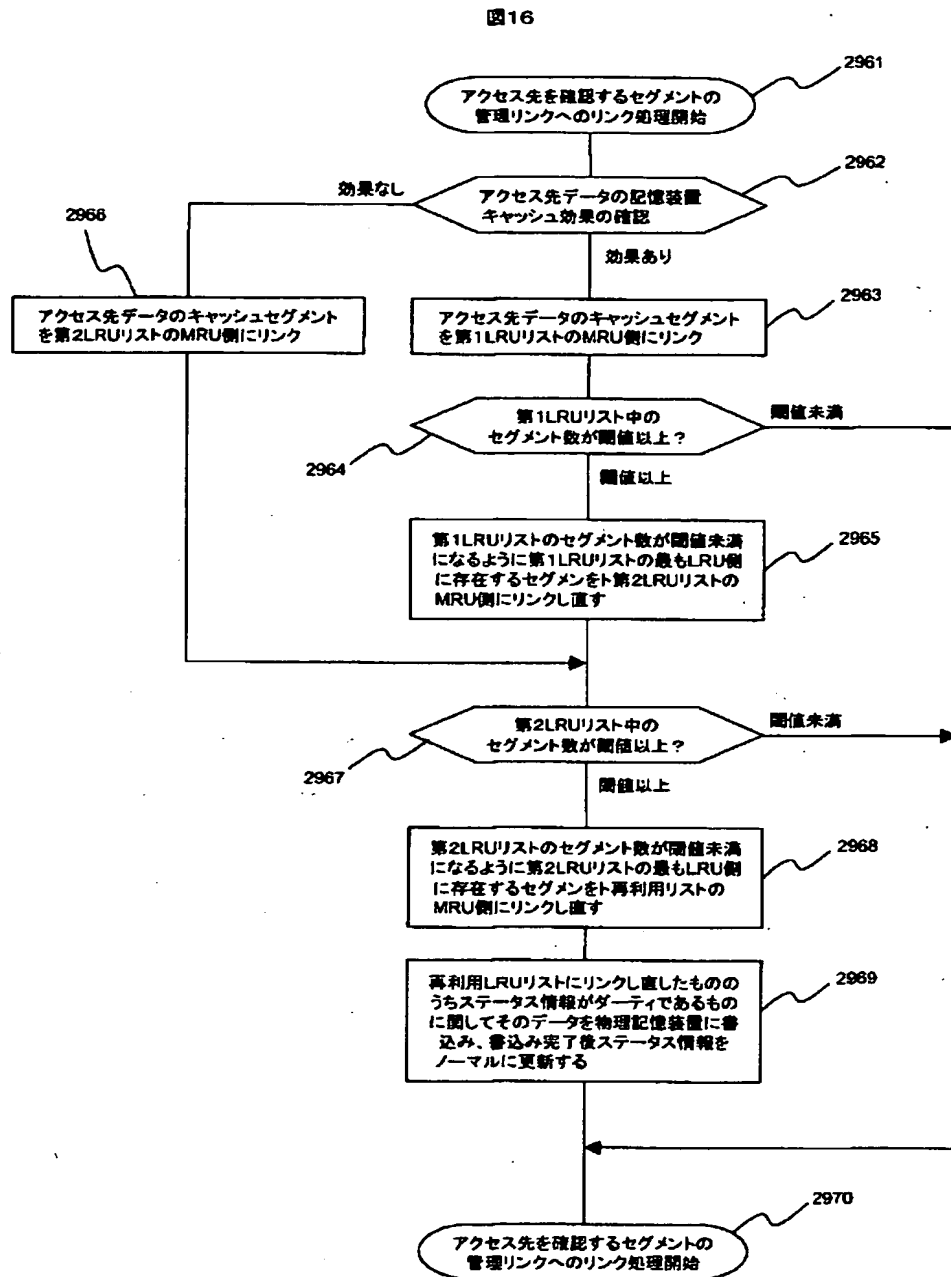 図16
2961
アクセス先を確認するセグメントの
管理リンクへのリンク処理開始
2962
効果なし
アクセス先データの記憶装置
キャッシュ効果の確認
2966
効果あり
2963
アクセス先データのキャッシュセグメント
を第2LRUリストのMRU側にリンク
アクセス先データのキャッシュセグメント
を第1LRUリストのMRU側にリンク
第1LRUリスト中の
セグメント数が閾値以上?
閾値未満
2964
閾値以上
2965
第1LRUリストのセグメント数が閾値未満
になるように第1LRUリストの最もLRU側
に存在するセグメンをト第2LRUリストの
MRU側にリンクし直す
第2LRUリスト中の
セグメント数が閾値以上?
閾値未満
2967
閾値以上
2968
第2LRUリストのセグメント数が閾値未満
になるように第2LRUリストの最もLRU側
に存在するセグメンをト再利用リストの
MRU側にリンクし直す
2969
再利用LRUリストにリンクし直したものの
うちステータス情報がダーティであるもの
に関してそのデータを物理記憶装置に書
込み、書込み完了後ステータス情報を
ノーマルに更新する
2970
アクセス先を確認するセグメントの
管理リンクへのリンク処理開始